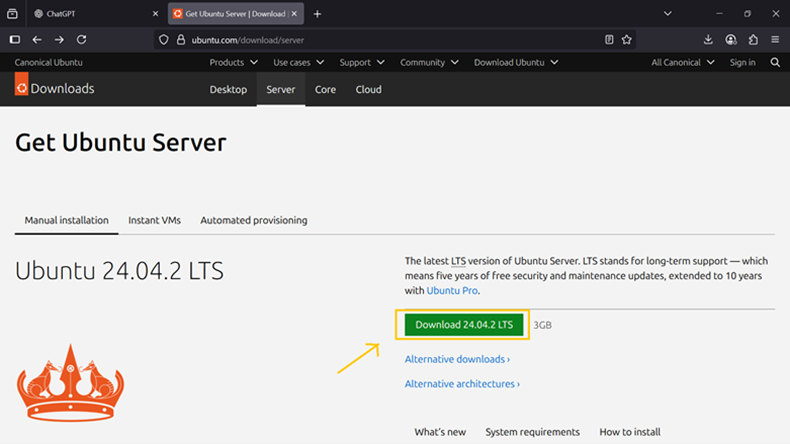 ChatGPT
Get Ubuntu Server | Download |
ubuntu.com/download/server
Canonical Ubuntu
Products
Use cases
Support
Community
Download Ubuntu
All Canonical
Sign in
Downloads
Desktop
Server
Core
Cloud
Get Ubuntu Server
Manual installation
Instant VMs
Automated provisioning
Ubuntu 24.04.2 LTS
The latest LTS version of Ubuntu Server. LTS stands for long-term support — which
means five years of free security and maintenance updates, extended to 10 years
with Ubuntu Pro.
Download 24.04.2 LTS
3GB
Alternative downloads ›
Alternative architectures ›
What's new
System requirements
How to install